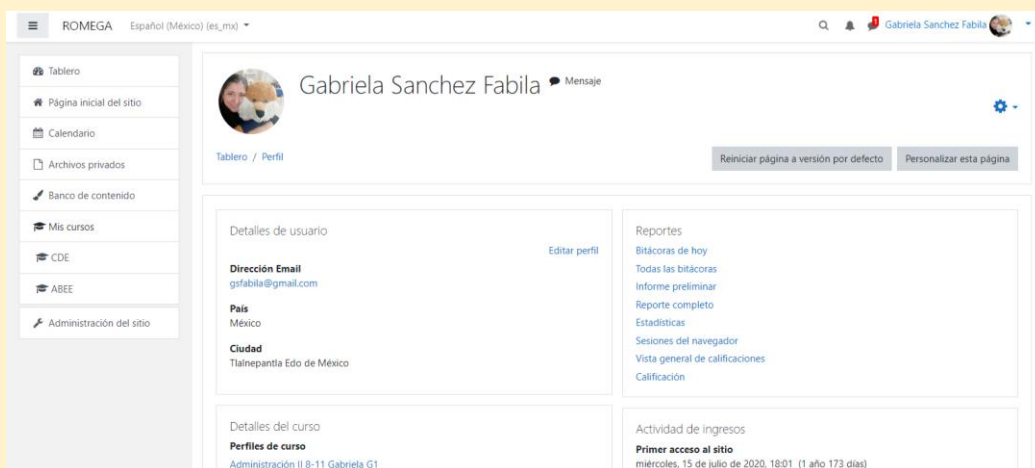 ROMEGA Español (México) (es_mx)
1 Gabriela Sanchez Fabila
Tablero
Página inicial del sitio
Calendario
Archivos privados
Banco de contenido
Mis cursos
CDE
ABEE
Administración del sitio
Gabriela Sanchez Fabila Mensaje
Tablero / Perfil
Reiniciar página a versión por defecto
Personalizar esta página
Detalles de usuario
Editar perfil
Dirección Email
gsfabila@gmail.com
País
México
Ciudad
Tlalnepantla Edo de México
Reportes
Bitácoras de hoy
Todas las bitácoras
Informe preliminar
Reporte completo
Estadísticas
Sesiones del navegador
Vista general de calificaciones
Calificación
Detalles del curso
Perfiles de curso
Administración II 8-11 Gabriela G1
Actividad de ingresos
Primer acceso al sitio
miércoles, 15 de julio de 2020, 18:01 (1 año 173 días)